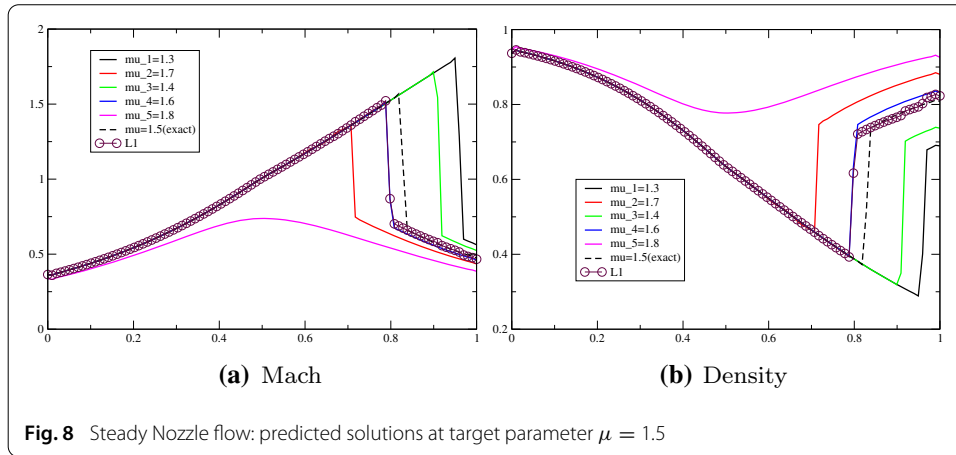 2
1.5
1
0.5
0
0
0.2
0.4
0.6
0.8
1
mu_1=1.3
mu_2=1.7
mu_3=1.4
mu_4=1.6
mu_5=1.8
mu=1.5(exact)
L1
(a) Mach
1
0.8
0.6
0.4
0.2
0
0.2
0.4
0.6
0.8
1
mu_1=1.3
mu_2=1.7
mu_3=1.4
mu_4=1.6
mu_5=1.8
mu=1.5(exact)
L1
(b) Density
Fig. 8 Steady Nozzle flow: predicted solutions at target parameter μ = 1.5